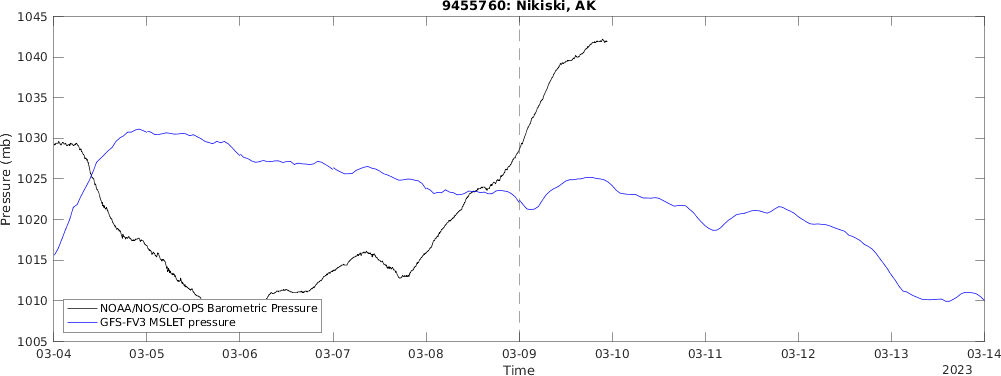 9455760: Nikiski, AK
1045
1040
1035
1030
1025
1020
1015
1010
1005
Pressure (mb)
NOAA/NOS/CO-OPS Barometric Pressure
GFS-FV3 MSLET pressure
03-04 03-05 03-06 03-07 03-08 03-09 03-10 03-11 03-12 03-13 03-14
Time
2023